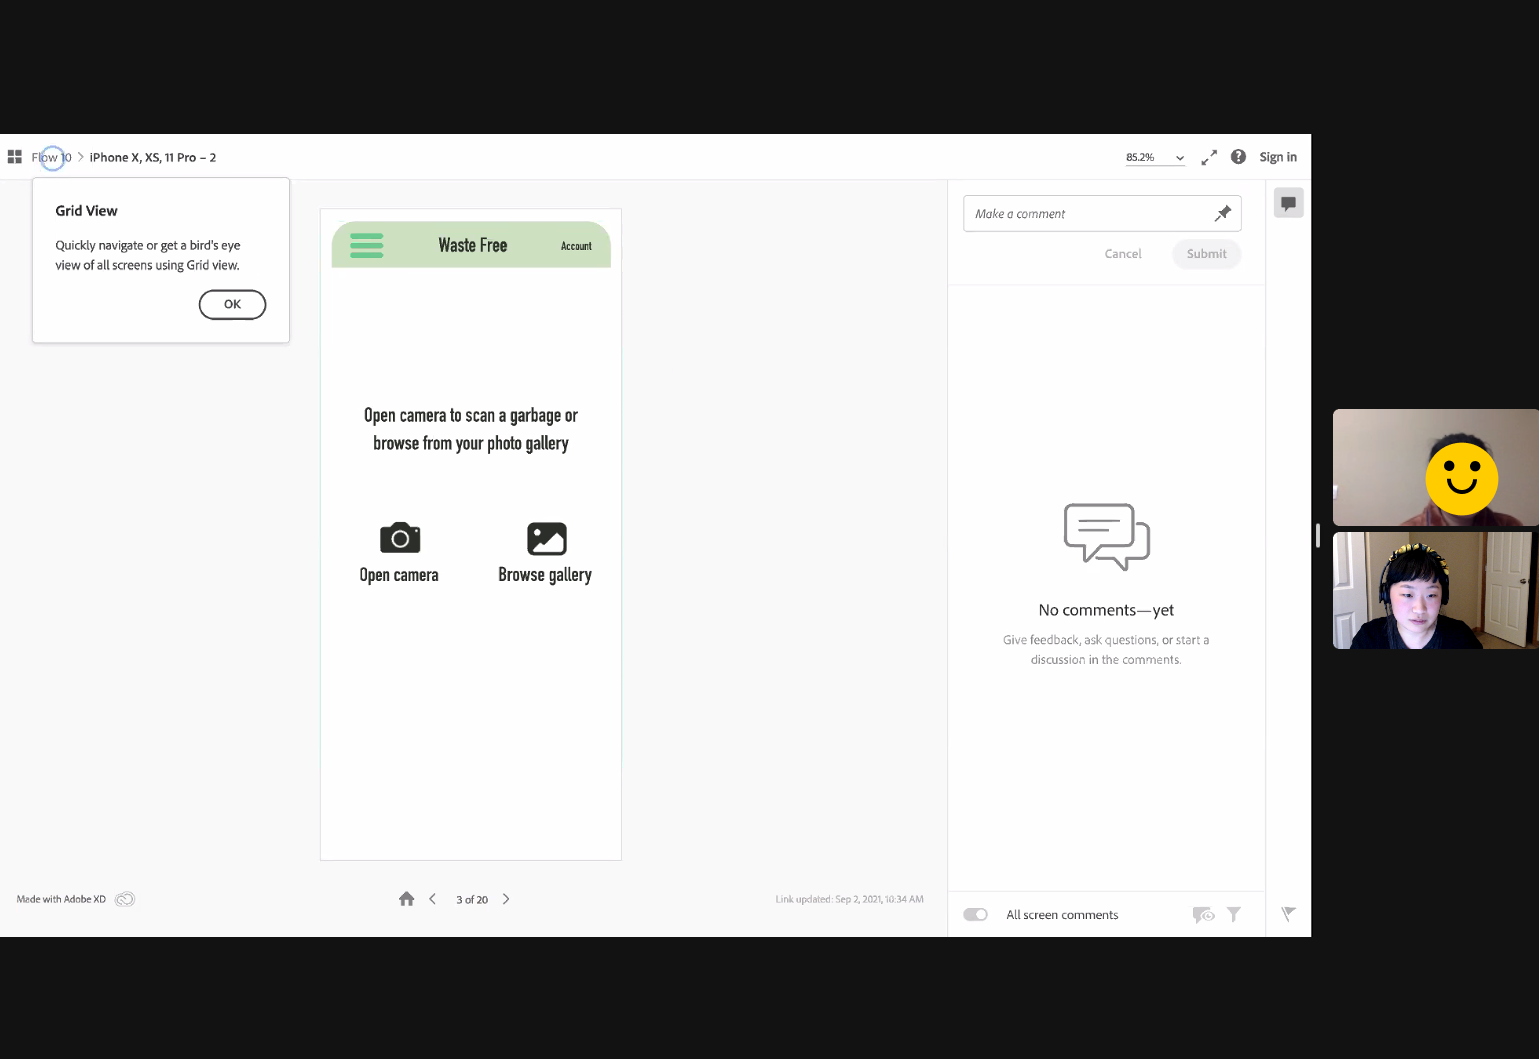 Flow 10 > iPhone X, XS, 11 Pro – 2
85.2%
Sign in
Grid View
Quickly navigate or get a bird's eye
view of all screens using Grid view.
OK
Waste Free
Account
Open camera to scan a garbage or
browse from your photo gallery
Open camera
Browse gallery
Make a comment
Cancel
Submit
No comments—yet
Give feedback, ask questions, or start a
discussion in the comments.
Made with Adobe XD
3 of 20
Link updated: Sep 2, 2021, 10:34 AM
All screen comments